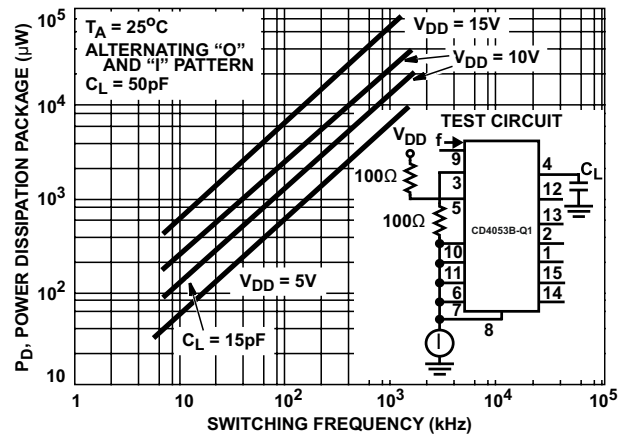 10⁵
10⁴
10³
10²
10
P_D, POWER DISSIPATION PACKAGE (µW)
T_A = 25°C
ALTERNATING “O”
AND “I” PATTERN
C_L = 50pF
V_DD = 15V
V_DD = 10V
V_DD = 5V
C_L = 15pF
TEST CIRCUIT
V_DD
f
100Ω
100Ω
9
3
5
10
11
6
7
8
CD4053B-Q1
4
C_L
12
13
2
1
15
14
I
1
10
10²
10³
10⁴
10⁵
SWITCHING FREQUENCY (kHz)